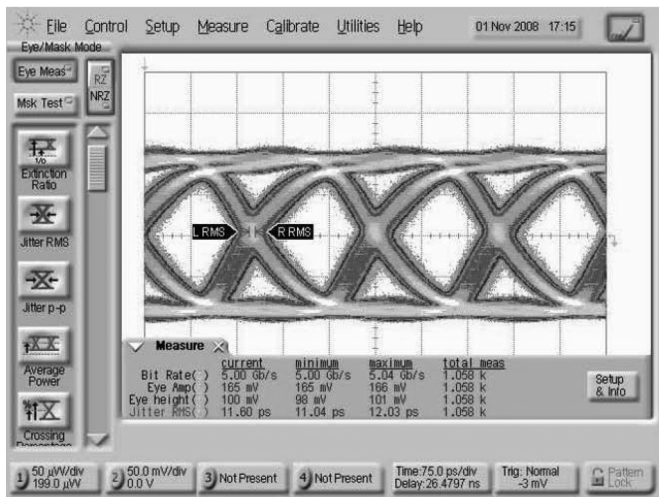 File Control Setup Measure Calibrate Utilities Help 01 Nov 2008 17:15
Eye/Mask Mode
Eye Meas
RZ
NRZ
Msk Test
Extinction
Ratio
Jitter RMS
L RMS R RMS
Jitter p-p
Average
Power
Crossing
Percentage
Measure
current minimum maximum total meas
Bit Rate( ) 5.00 Gb/s 5.00 Gb/s 5.04 Gb/s 1.058 k
Eye Amp( ) 165 mV 165 mV 166 mV 1.058 k
Eye height( ) 100 mV 98 mV 101 mV 1.058 k
Jitter RMS( ) 11.60 ps 11.04 ps 12.03 ps 1.058 k
Setup
& Info
1) 50 µW/div
199.0 µW
2) 50.0 mV/div
0.0 V
3) Not Present
4) Not Present
Time:75.0 ps/div
Delay:26.4797 ns
Trig: Normal
-3 mV
Pattern
Lock